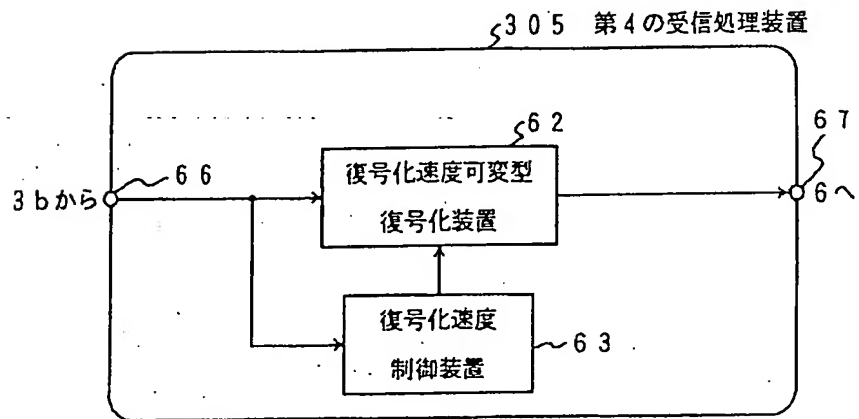 305 第4の受信処理装置
62
67
66
3bから
復号化速度可変型
復号化装置
6へ
復号化速度
制御装置
63